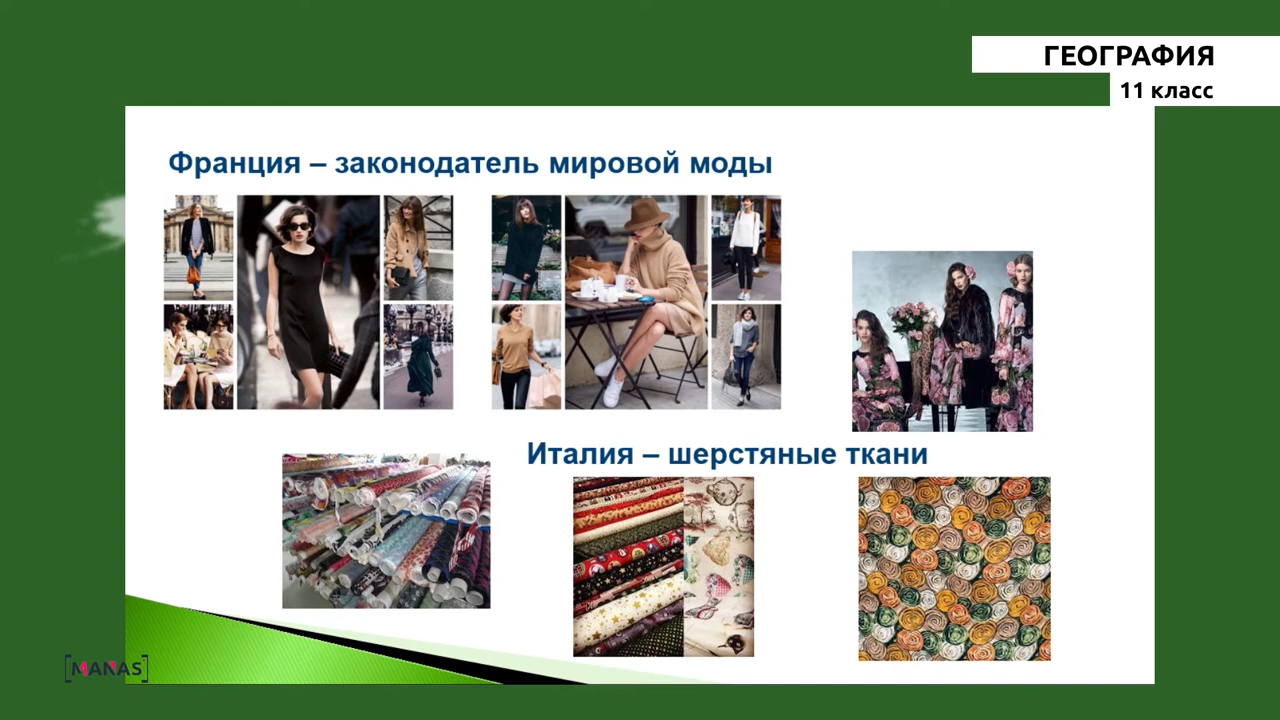 ГЕОГРАФИЯ
11 класс
Франция – законодатель мировой моды
Италия – шерстяные ткани
[MANAS]